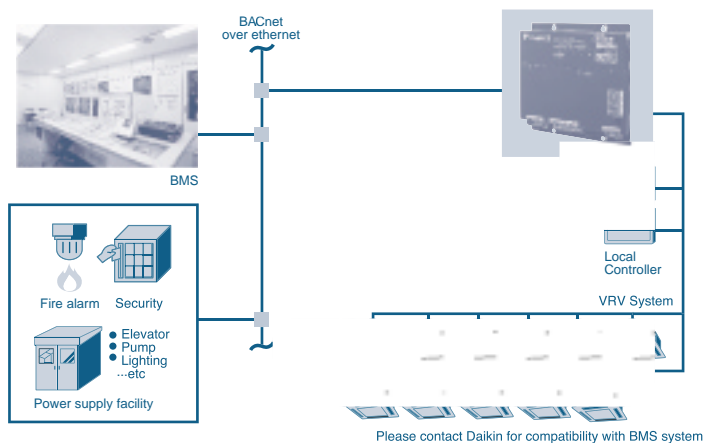 BACnet
over ethernet
BMS
Local
Controller
Fire alarm
Security
VRV System
Elevator
Pump
Lighting
...etc
Power supply facility
Please contact Daikin for compatibility with BMS system